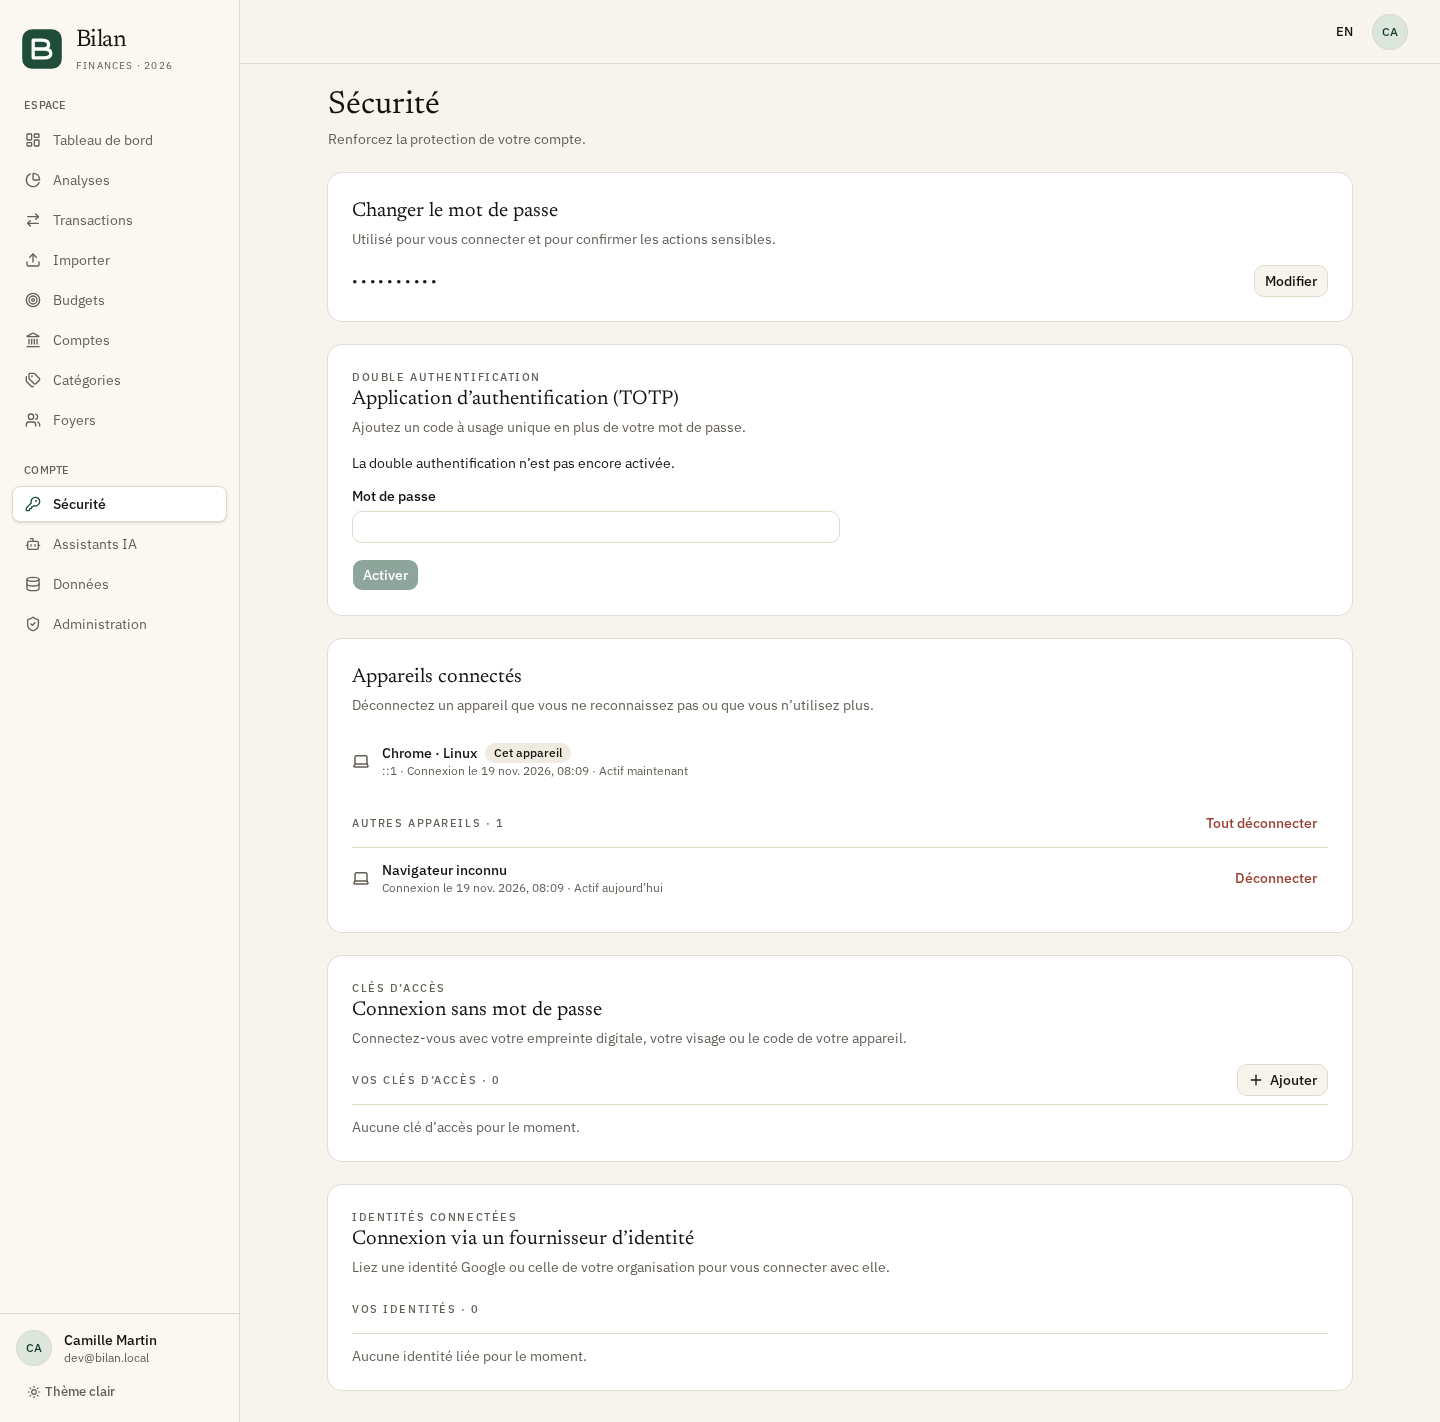 Bilan
FINANCES · 2026
ESPACE
Tableau de bord
Analyses
Transactions
Importer
Budgets
Comptes
Catégories
Foyers
COMPTE
Sécurité
Assistants IA
Données
Administration
CA
Camille Martin
dev@bilan.local
Thème clair
EN
CA
Sécurité
Renforcez la protection de votre compte.
Changer le mot de passe
Utilisé pour vous connecter et pour confirmer les actions sensibles.
••••••••••
Modifier
DOUBLE AUTHENTIFICATION
Application d’authentification (TOTP)
Ajoutez un code à usage unique en plus de votre mot de passe.
La double authentification n’est pas encore activée.
Mot de passe
Activer
Appareils connectés
Déconnectez un appareil que vous ne reconnaissez pas ou que vous n’utilisez plus.
Chrome · Linux Cet appareil
::1 · Connexion le 19 nov. 2026, 08:09 · Actif maintenant
AUTRES APPAREILS · 1 Tout déconnecter
Navigateur inconnu
Connexion le 19 nov. 2026, 08:09 · Actif aujourd’hui
Déconnecter
CLÉS D’ACCÈS
Connexion sans mot de passe
Connectez-vous avec votre empreinte digitale, votre visage ou le code de votre appareil.
VOS CLÉS D’ACCÈS · 0 Ajouter
Aucune clé d’accès pour le moment.
IDENTITÉS CONNECTÉES
Connexion via un fournisseur d’identité
Liez une identité Google ou celle de votre organisation pour vous connecter avec elle.
VOS IDENTITÉS · 0
Aucune identité liée pour le moment.